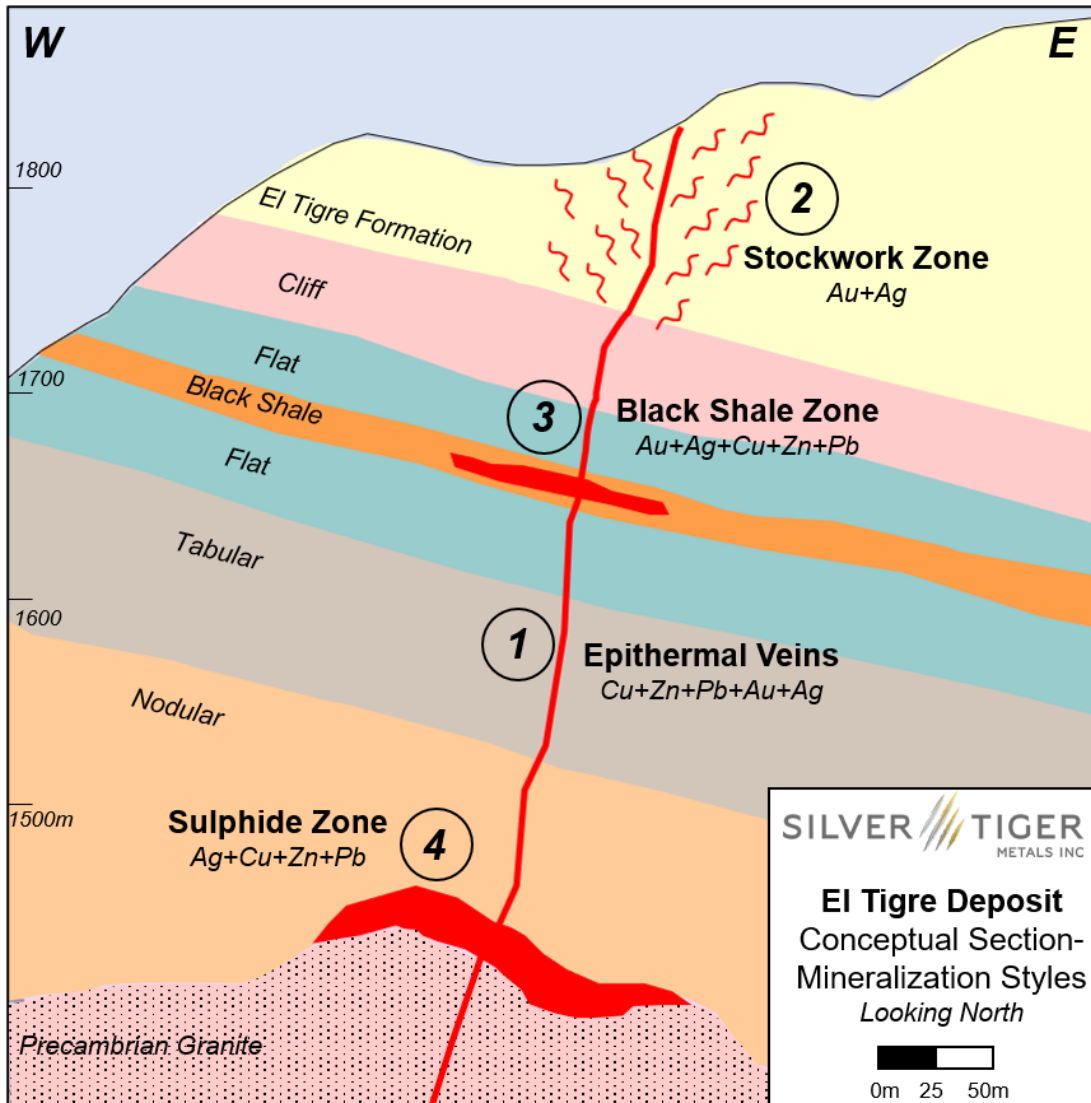 W
E
1800
El Tigre Formation
2
Stockwork Zone
Au+Ag
Cliff
Flat
1700
Black Shale
3
Black Shale Zone
Au+Ag+Cu+Zn+Pb
Flat
Tabular
1600
1
Epithermal Veins
Cu+Zn+Pb+Au+Ag
Nodular
1500m
Sulphide Zone
Ag+Cu+Zn+Pb
4
Precambrian Granite
SILVER TIGER
METALS INC
El Tigre Deposit
Conceptual Section-
Mineralization Styles
Looking North
0m 25 50m